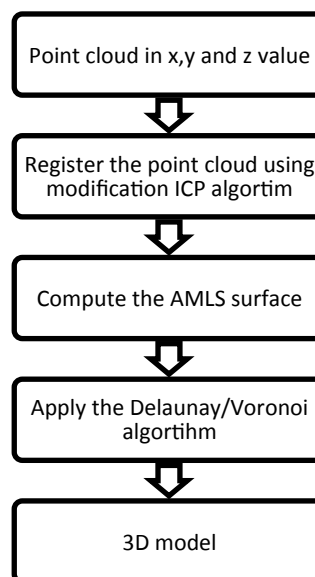 Point cloud in x,y and z value
Register the point cloud using
modification ICP algortim
Compute the AMLS surface
Apply the Delaunay/Voronoi
algortihm
3D model